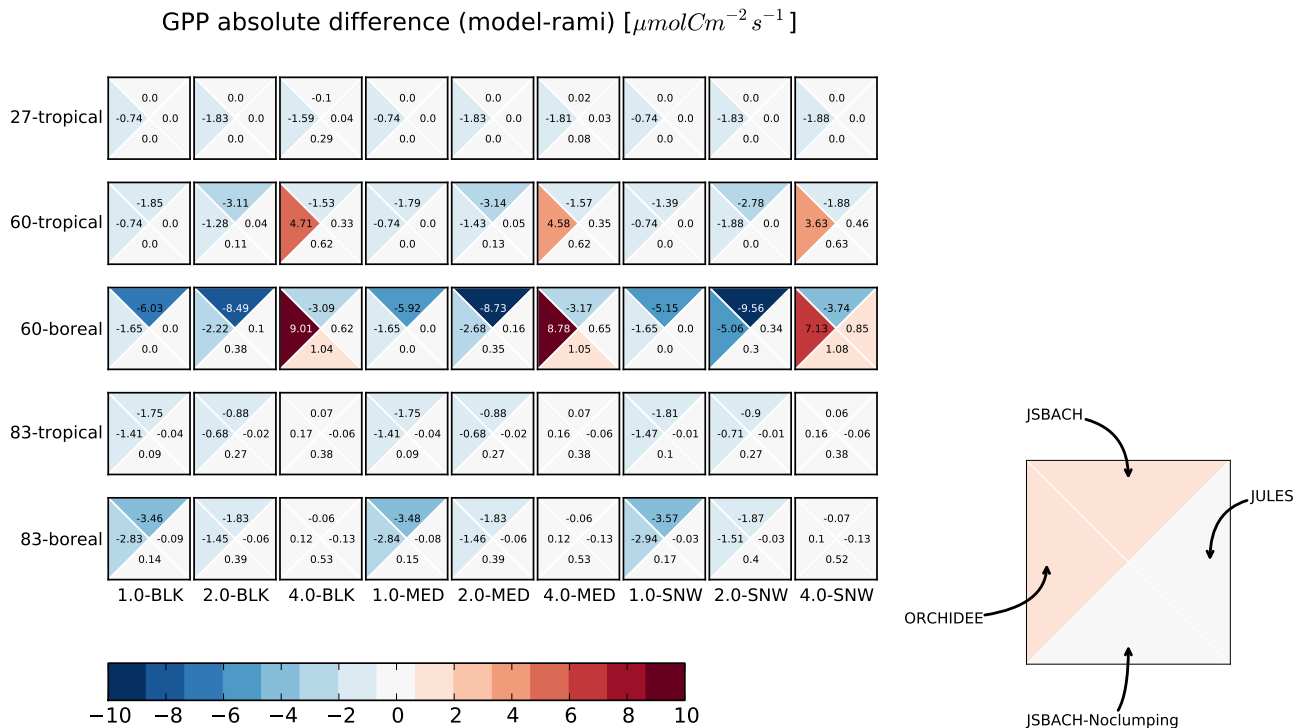 GPP absolute difference (model-rami) [μmolCm⁻² s⁻¹]
0.0 0.0 -0.1 0.0 0.0 0.02 0.0 0.0 0.0
27-tropical -0.74 0.0 -1.83 0.0 -1.59 0.04 -0.74 0.0 -1.83 0.0 -1.81 0.03 -0.74 0.0 -1.83 0.0 -1.88 0.0
0.0 0.0 0.29 0.0 0.0 0.08 0.0 0.0 0.0
-1.85 -3.11 -1.53 -1.79 -3.14 -1.57 -1.39 -2.78 -1.88
60-tropical -0.74 0.0 -1.28 0.04 4.71 0.33 -0.74 0.0 -1.43 0.05 4.58 0.35 -0.74 0.0 -1.88 0.0 3.63 0.46
0.0 0.11 0.62 0.0 0.13 0.62 0.0 0.0 0.63
-6.03 -8.49 -3.09 -5.92 -8.73 -3.17 -5.15 -9.56 -3.74
60-boreal -1.65 0.0 -2.22 0.1 9.01 0.62 -1.65 0.0 -2.68 0.16 8.78 0.65 -1.65 0.0 -5.06 0.34 7.13 0.85
0.0 0.38 1.04 0.0 0.35 1.05 0.0 0.3 1.08
-1.75 -0.88 0.07 -1.75 -0.88 0.07 -1.81 -0.9 0.06
83-tropical -1.41 -0.04 -0.68 -0.02 0.17 -0.06 -1.41 -0.04 -0.68 -0.02 0.16 -0.06 -1.47 -0.01 -0.71 -0.01 0.16 -0.06
0.09 0.27 0.38 0.09 0.27 0.38 0.1 0.27 0.38
-3.46 -1.83 -0.06 -3.48 -1.83 -0.06 -3.57 -1.87 -0.07
83-boreal -2.83 -0.09 -1.45 -0.06 0.12 -0.13 -2.84 -0.08 -1.46 -0.06 0.12 -0.13 -2.94 -0.03 -1.51 -0.03 0.1 -0.13
0.14 0.39 0.53 0.15 0.39 0.53 0.17 0.4 0.52
1.0-BLK 2.0-BLK 4.0-BLK 1.0-MED 2.0-MED 4.0-MED 1.0-SNW 2.0-SNW 4.0-SNW
−10 −8 −6 −4 −2 0 2 4 6 8 10
JSBACH
JULES
ORCHIDEE
JSBACH-Noclumping